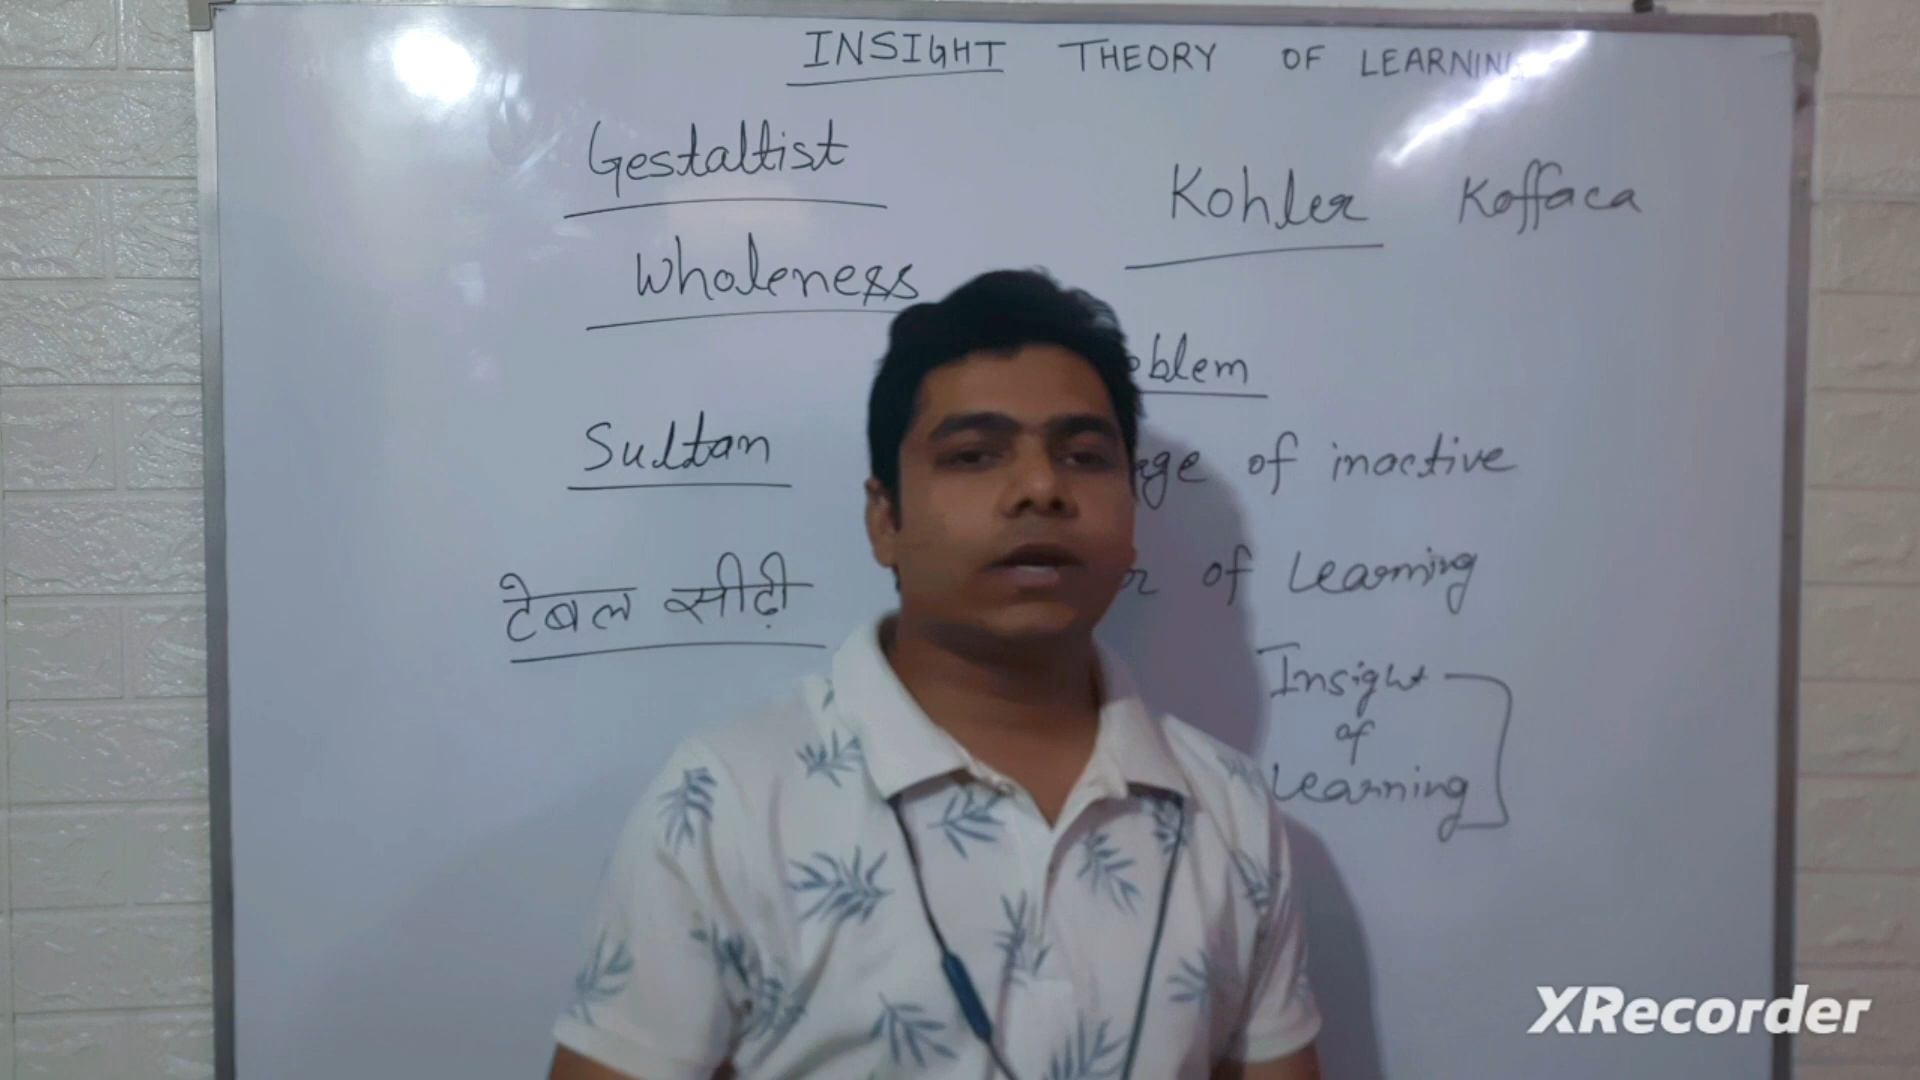 INSIGHT THEORY OF LEARNING
Gestaltist
Kohler Koffaca
Wholeness
oblem
Sultan
age of inactive
टेबल सीढ़ी
of Learning
Insight
of
Learning
XRecorder